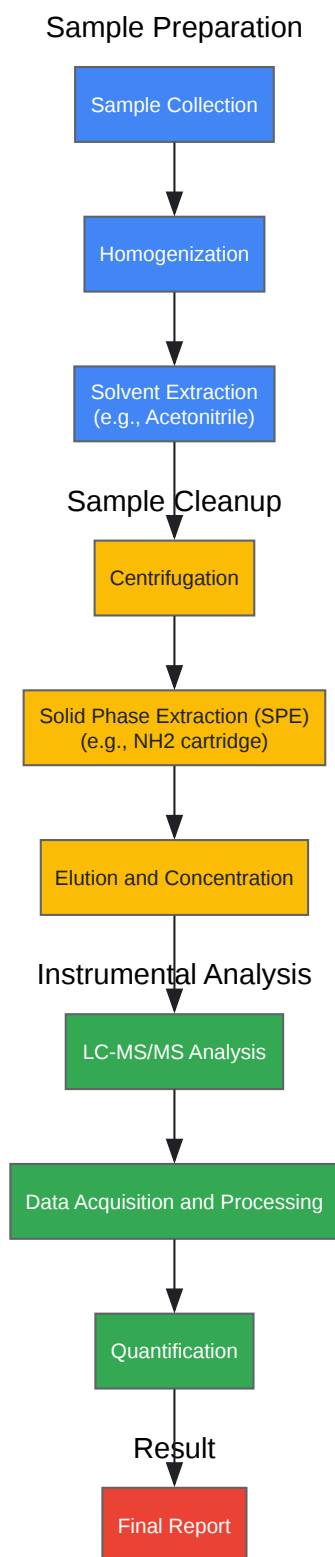 Sample Preparation
Sample Collection
Homogenization
Solvent Extraction
(e.g., Acetonitrile)
Sample Cleanup
Centrifugation
Solid Phase Extraction (SPE)
(e.g., NH2 cartridge)
Elution and Concentration
Instrumental Analysis
LC-MS/MS Analysis
Data Acquisition and Processing
Quantification
Result
Final Report